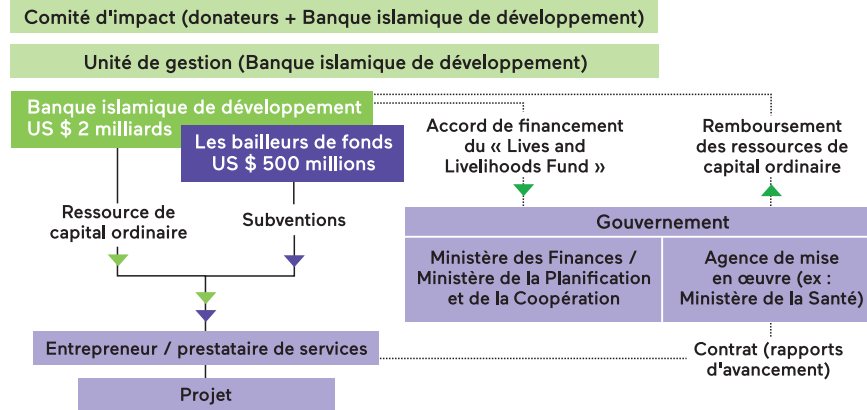 Comité d'impact (donateurs + Banque islamique de développement)
Unité de gestion (Banque islamique de développement)
Banque islamique de développement
US $ 2 milliards
Les bailleurs de fonds
US $ 500 millions
Accord de financement
du « Lives and
Livelihoods Fund »
Remboursement
des ressources de
capital ordinaire
Ressource de
capital ordinaire
Subventions
Gouvernement
Ministère des Finances /
Ministère de la Planification
et de la Coopération
Agence de mise
en œuvre (ex :
Ministère de la Santé)
Entrepreneur / prestataire de services
Contrat (rapports
d'avancement)
Projet